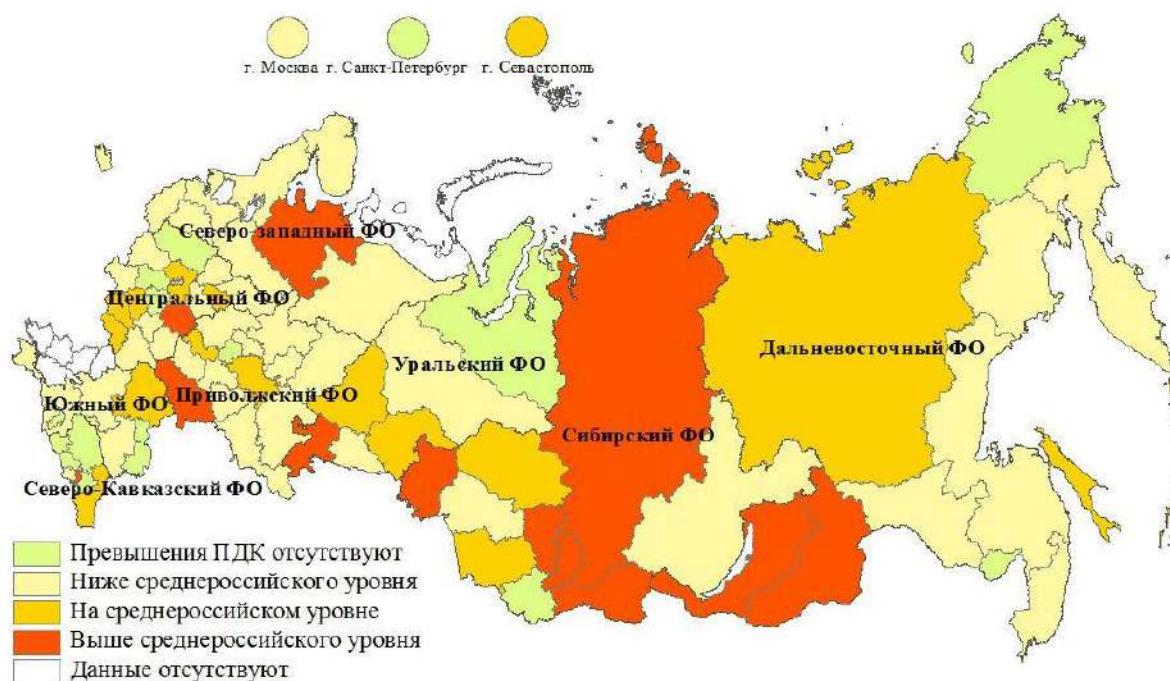 г. Москва г. Санкт-Петербург г. Севастополь
Северо-западный ФО
Центральный ФО
Дальневосточный ФО
Уральский ФО
Южный ФО
Приволжский ФО
Сибирский ФО
Северо-Кавказский ФО
Превышения ПДК отсутствуют
Ниже среднероссийского уровня
На среднероссийском уровне
Выше среднероссийского уровня
Данные отсутствуют